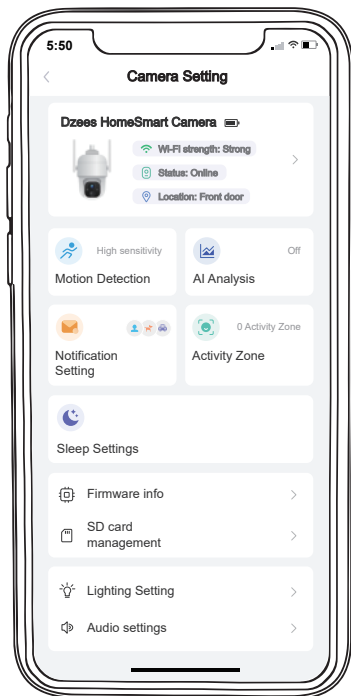 5:50
Camera Setting
Dzees HomeSmart Camera
Wi-Fi strength: Strong
Status: Online
Location: Front door
High sensitivity
Motion Detection
Off
AI Analysis
Notification
Setting
0 Activity Zone
Activity Zone
Sleep Settings
Firmware info
SD card
management
Lighting Setting
Audio settings